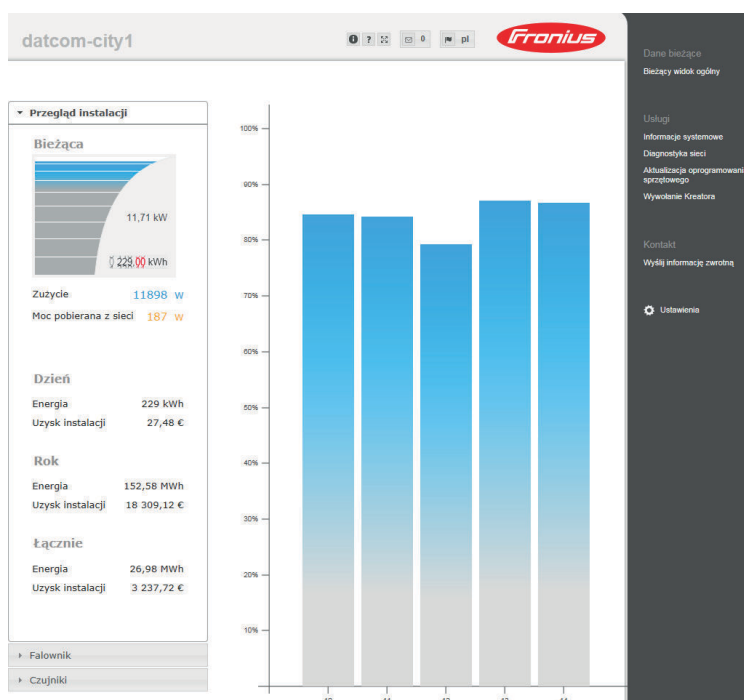 datcom-city1
i ? 0 pl
Fronius
Przegląd instalacji
Bieżąca
11,71 kW
229.00 kWh
Zużycie 11898 W
Moc pobierana z sieci 187 W
Dzień
Energia 229 kWh
Uzysk instalacji 27,48 €
Rok
Energia 152,58 MWh
Uzysk instalacji 18 309,12 €
Łącznie
Energia 26,98 MWh
Uzysk instalacji 3 237,72 €
Falownik
Czujniki
100%
90%
80%
70%
60%
50%
40%
30%
20%
10%
Dane bieżące
Bieżący widok ogólny
Usługi
Informacje systemowe
Diagnostyka sieci
Aktualizacja oprogramowani
sprzętowego
Wywołanie Kreatora
Kontakt
Wyślij informację zwrotną
Ustawienia